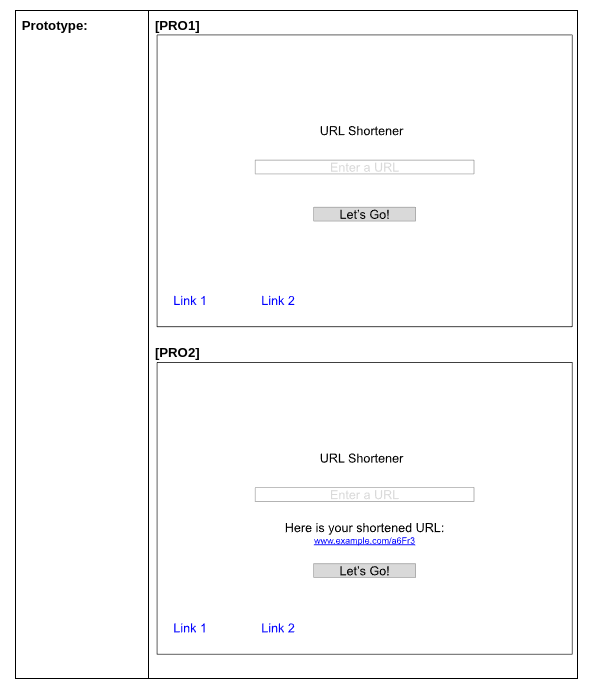 Prototype:
[PRO1]
URL Shortener
Enter a URL
Let's Go!
Link 1 Link 2
[PRO2]
URL Shortener
Enter a URL
Here is your shortened URL:
www.example.com/a6Fr3
Let's Go!
Link 1 Link 2